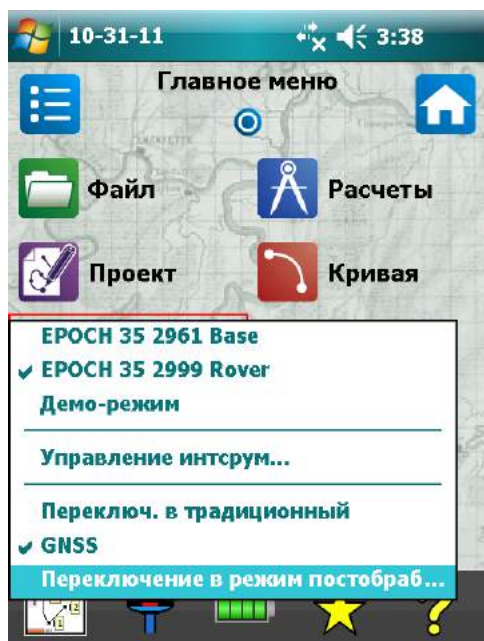 10-31-11 3:38
Главное меню
Файл Расчеты
Проект Кривая
EPOCH 35 2961 Base
EPOCH 35 2999 Rover
Демо-режим
Управление интсрум...
Переключ. в традиционный
GNSS
Переключение в режим постобраб...